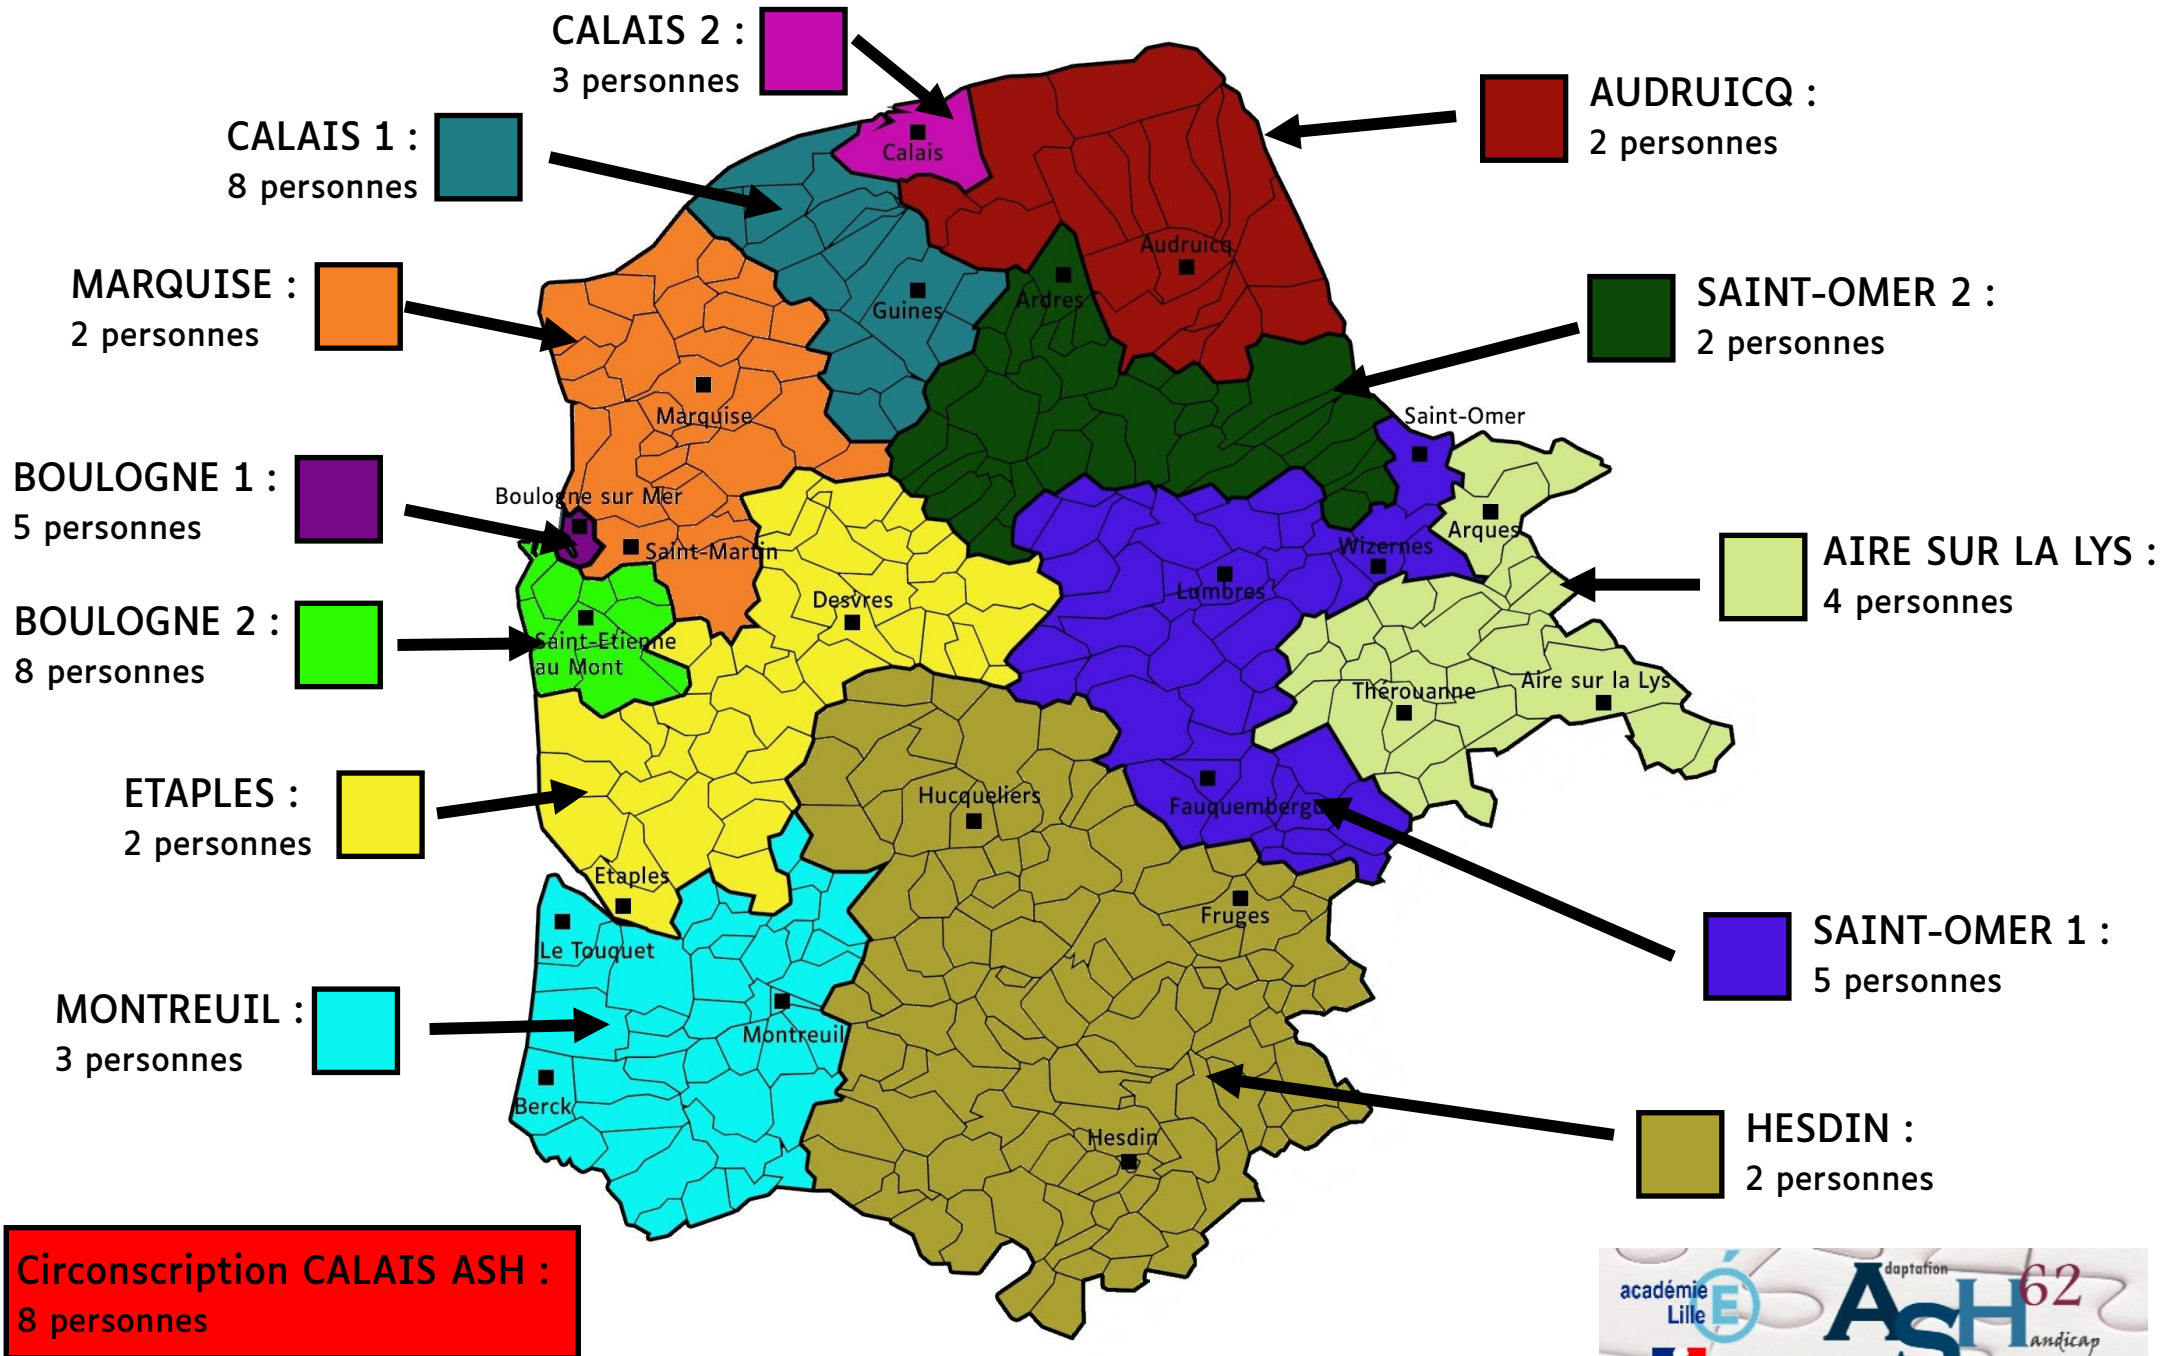 CALAIS 2 :
3 personnes
CALAIS 1 :
8 personnes
MARQUISE :
2 personnes
BOULOGNE 1 :
5 personnes
BOULOGNE 2 :
8 personnes
ETAPLES :
2 personnes
MONTREUIL :
3 personnes
AUDRUICQ :
2 personnes
SAINT-OMER 2 :
2 personnes
AIRE SUR LA LYS :
4 personnes
SAINT-OMER 1 :
5 personnes
HESDIN :
2 personnes
Calais
Audruicq
Ardres
Guines
Marquise
Saint-Omer
Boulogne sur Mer
Saint-Martin
Arques
Wizernes
Lumbres
Desvres
Saint-Etienne
au Mont
Thérouanne
Aire sur la Lys
Hucqueliers
Fauquembergu
Etaples
Fruges
Le Touquet
Montreuil
Berck
Hesdin
Circonscription CALAIS ASH :
8 personnes
académie
Lille
É
ASH 62
daptation
andicap